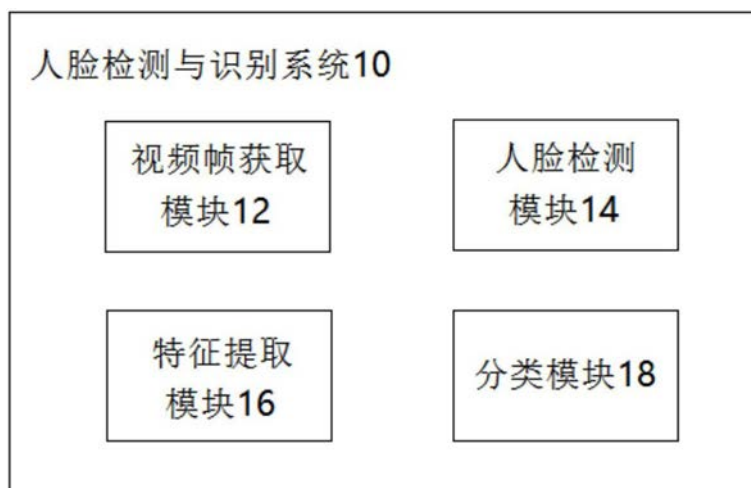 人脸检测与识别系统10
视频帧获取
模块12
人脸检测
模块14
特征提取
模块16
分类模块18